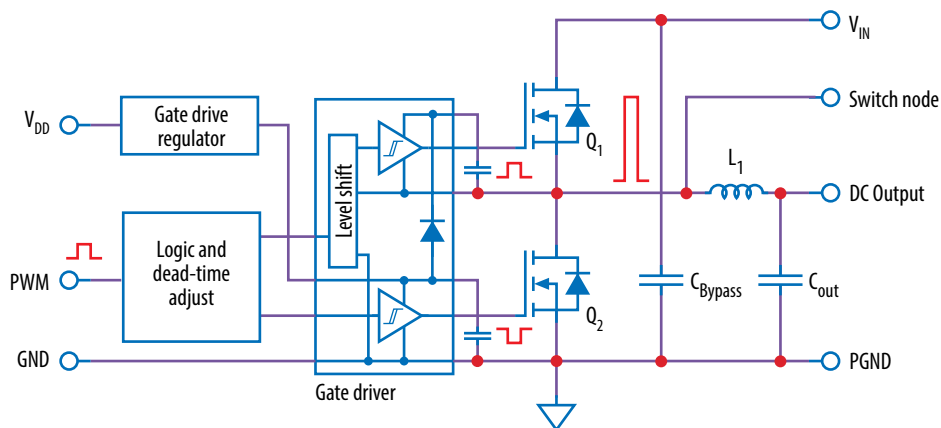 V_IN
Switch node
Gate drive
regulator
V_DD
Q_1
L_1
Level shift
DC Output
Logic and
dead-time
adjust
PWM
C_Bypass
C_out
Q_2
GND
PGND
Gate driver